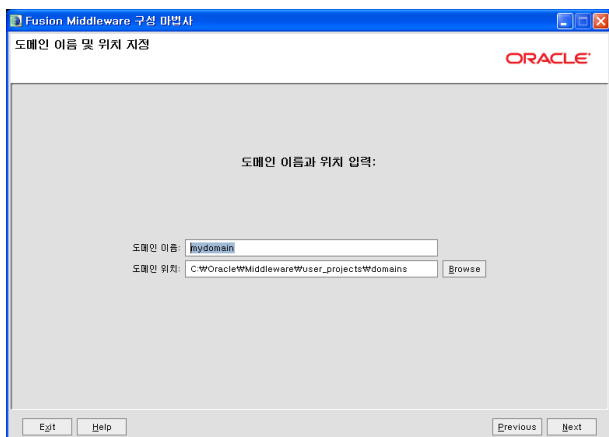 Fusion Middleware 구성 마법사
도메인 이름 및 위치 지정
ORACLE
도메인 이름과 위치 입력:
도메인 이름: mydomain
도메인 위치: C:₩Oracle₩Middleware₩user_projects₩domains Browse
Exit Help Previous Next